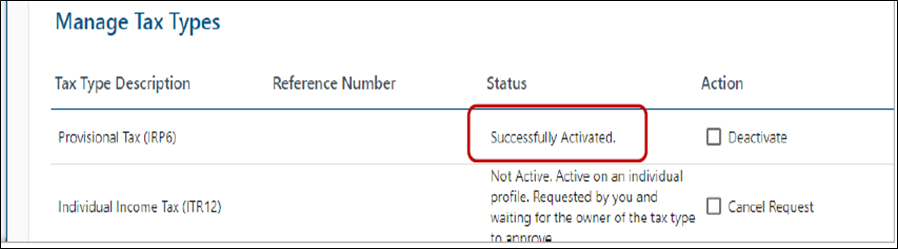 Manage Tax Types
Tax Type Description Reference Number Status Action
Provisional Tax (IRP6) Successfully Activated. Deactivate
Not Active. Active on an individual
profile. Requested by you and
Individual Income Tax (ITR12) waiting for the owner of the tax type Cancel Request
to approve